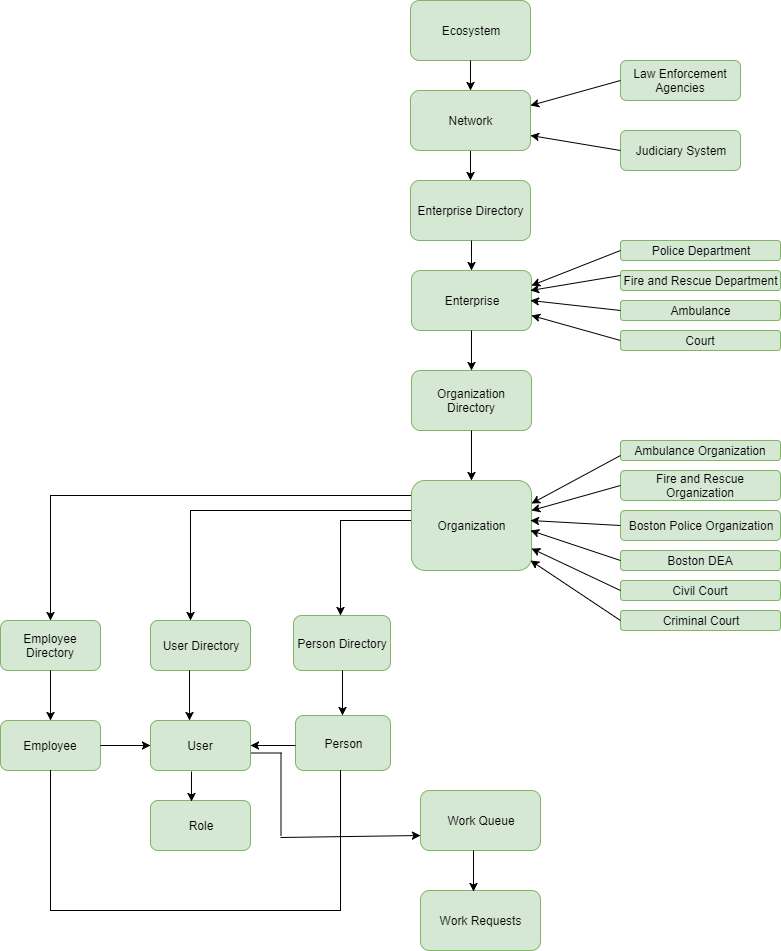 Ecosystem
Law Enforcement
Agencies
Network
Judiciary System
Enterprise Directory
Police Department
Fire and Rescue Department
Enterprise
Ambulance
Court
Organization
Directory
Ambulance Organization
Fire and Rescue
Organization
Organization
Boston Police Organization
Boston DEA
Civil Court
Criminal Court
Employee
Directory
User Directory
Person Directory
Employee
User
Person
Role
Work Queue
Work Requests